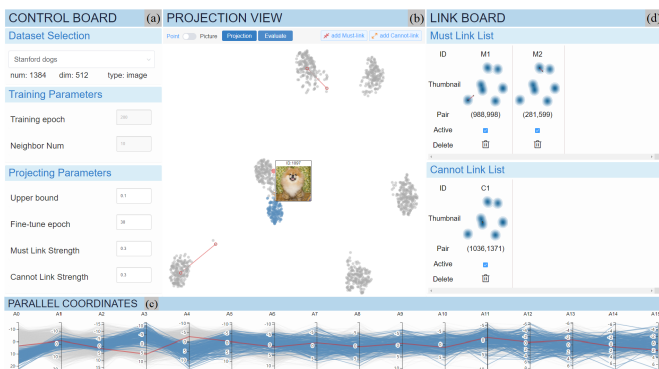 CONTROL BOARD (a)
PROJECTION VIEW (b)
LINK BOARD (d)
Dataset Selection
Point Picture Projection Evaluate add Must-link add Cannot-link
Must Link List
Stanford dogs
num: 1384 dim: 512 type: image
Training Parameters
Training epoch
Neighbor Num
Projecting Parameters
Upper bound 0.1
Fine-tune epoch
Must Link Strength 0.3
Cannot Link Strength 0.3
ID M1 M2
Thumbnail
Pair (988,998) (281,599)
Active
Delete
Cannot Link List
ID C1
Thumbnail
Pair (1036,1371)
Active
Delete
PARALLEL COORDINATES (c)
A0 A1 A2 A3 A4 A5 A6 A7 A8 A9 A10 A11 A12 A13 A14